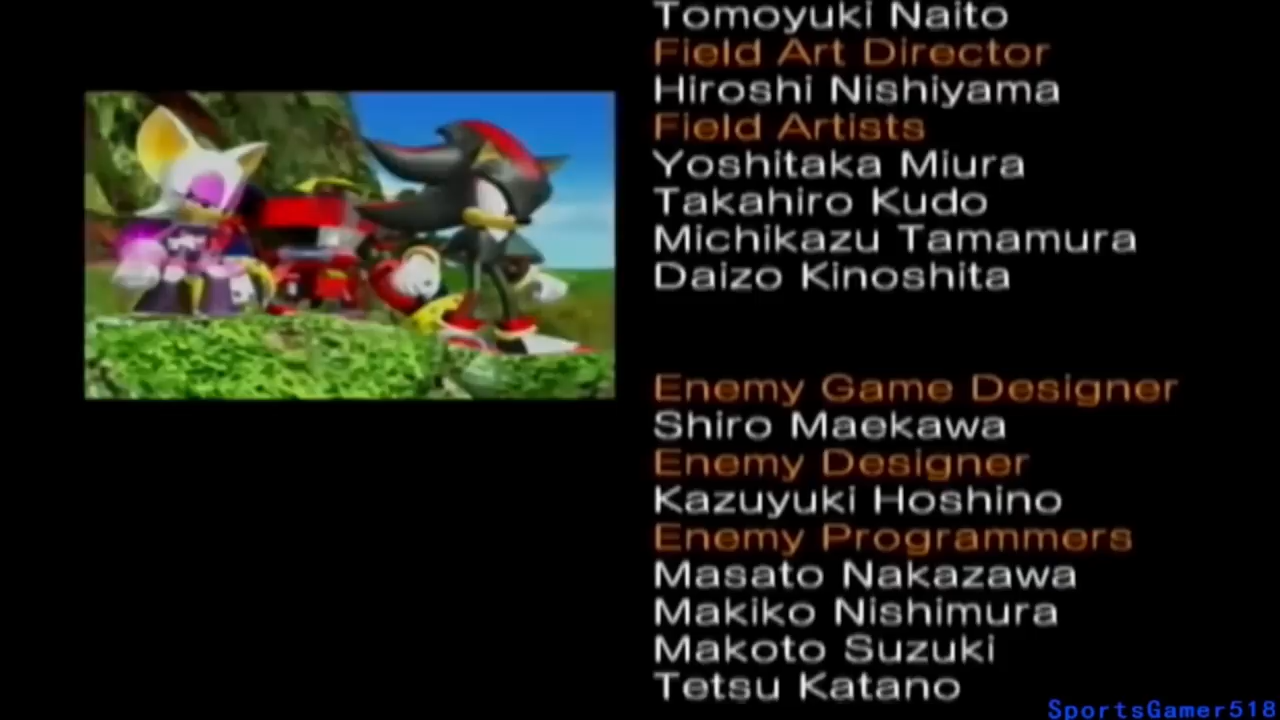 Tomoyuki Naito
Field Art Director
Hiroshi Nishiyama
Field Artists
Yoshitaka Miura
Takahiro Kudo
Michikazu Tamamura
Daizo Kinoshita
Enemy Game Designer
Shiro Maekawa
Enemy Designer
Kazuyuki Hoshino
Enemy Programmers
Masato Nakazawa
Makiko Nishimura
Makoto Suzuki
Tetsu Katano
SportsGamer518